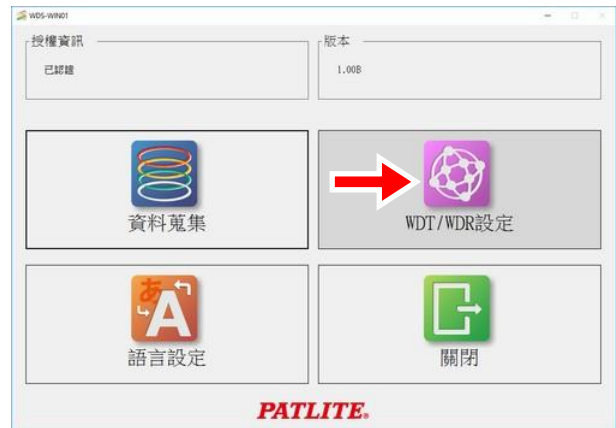 WDS-WIN01
授權資訊
已認證
版本
1.00B
資料蒐集
WDT/WDR設定
あ
A
語言設定
關閉
PATLITE®